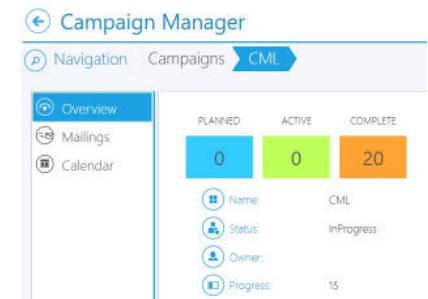 Campaign Manager
Navigation Campaigns CML
Overview
Mailings
Calendar
PLANNED ACTIVE COMPLETE
0 0 20
Name: CML
Status: InProgress
Owner:
Progress: 15